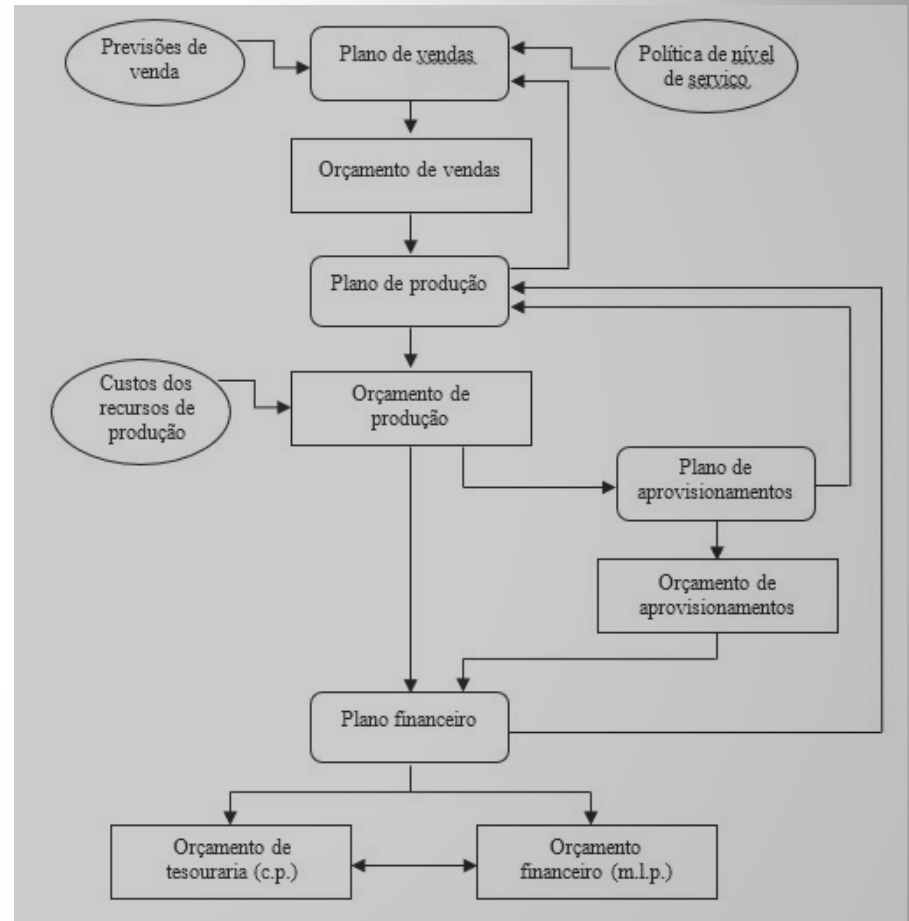 Previsões de
venda
Plano de vendas
Política de nível
de serviço
Orçamento de vendas
Plano de produção
Custos dos
recursos de
produção
Orçamento de
produção
Plano de
aprovisionamentos
Orçamento de
aprovisionamentos
Plano financeiro
Orçamento de
tesouraria (c.p.)
Orçamento
financeiro (m.l.p.)